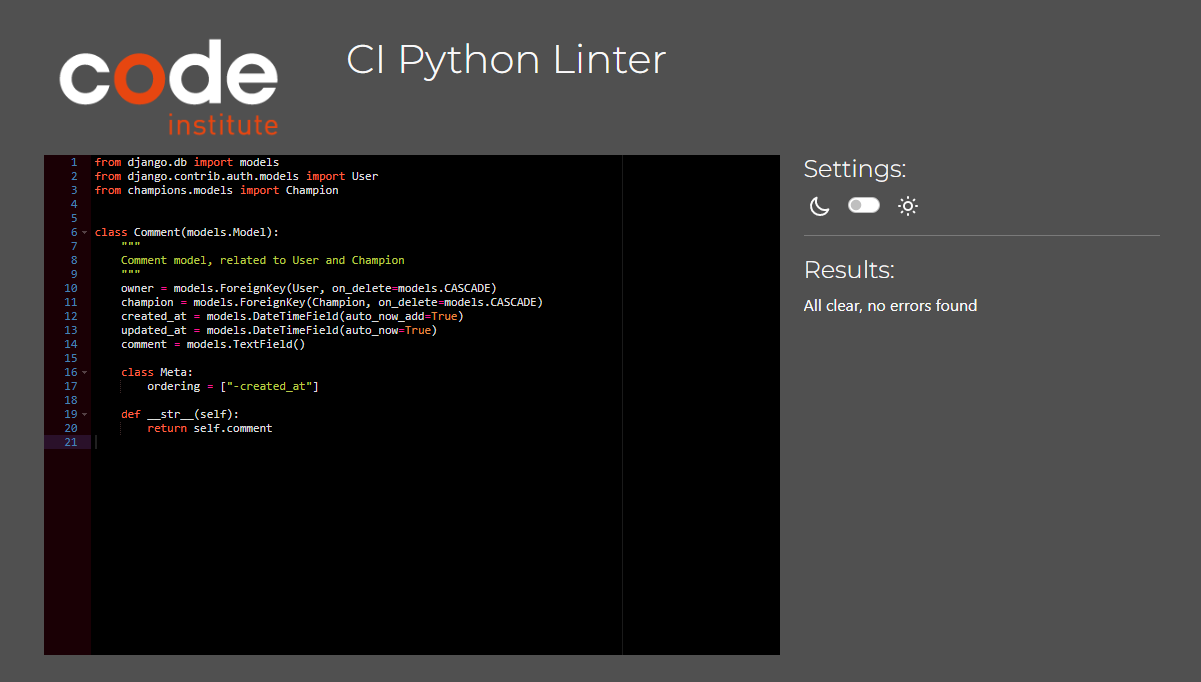 code
institute
CI Python Linter
1 from django.db import models
2 from django.contrib.auth.models import User
3 from champions.models import Champion
4
5
6 class Comment(models.Model):
7     """
8     Comment model, related to User and Champion
9     """
10     owner = models.ForeignKey(User, on_delete=models.CASCADE)
11     champion = models.ForeignKey(Champion, on_delete=models.CASCADE)
12     created_at = models.DateTimeField(auto_now_add=True)
13     updated_at = models.DateTimeField(auto_now=True)
14     comment = models.TextField()
15
16     class Meta:
17         ordering = ["-created_at"]
18
19     def __str__(self):
20         return self.comment
21
Settings:
Results:
All clear, no errors found